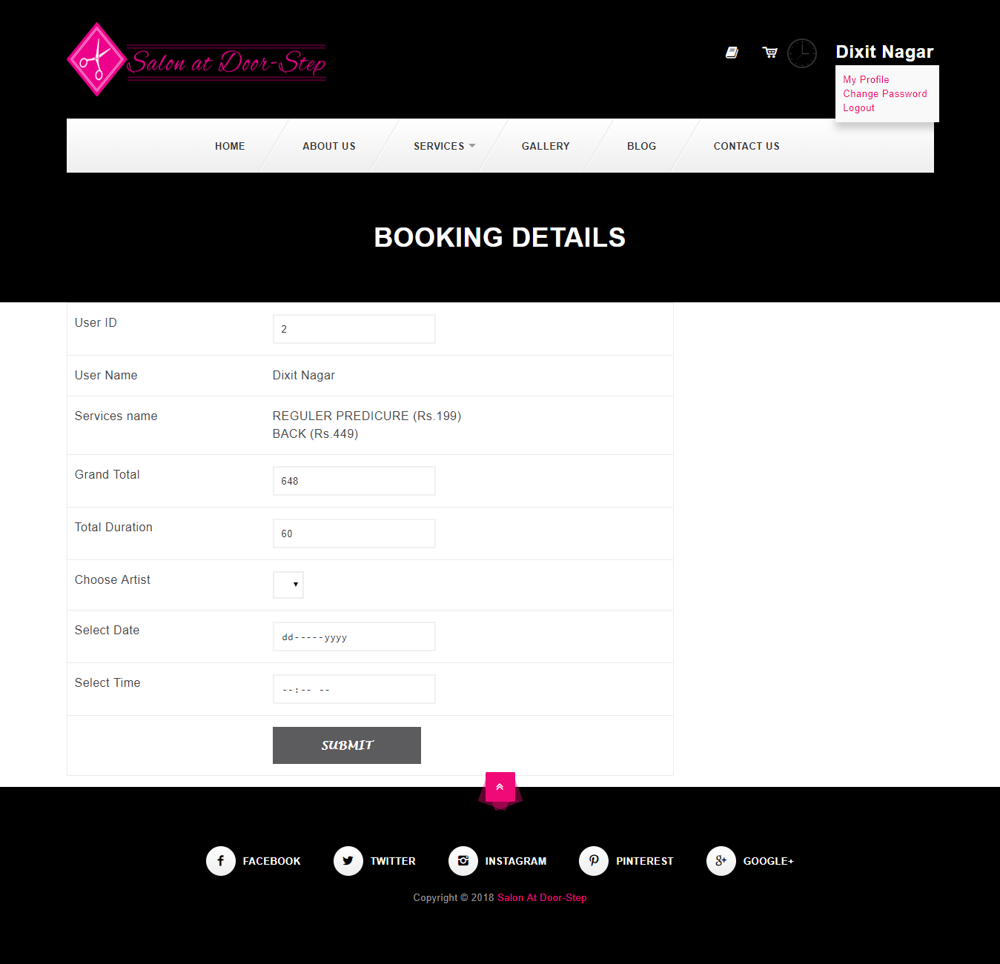 Salon at Door-Step
Dixit Nagar
My Profile
Change Password
Logout
HOME
ABOUT US
SERVICES
GALLERY
BLOG
CONTACT US
BOOKING DETAILS
User ID
2
User Name
Dixit Nagar
Services name
REGULER PREDICURE (Rs.199)
BACK (Rs.449)
Grand Total
648
Total Duration
60
Choose Artist
Select Date
dd-----yyyy
Select Time
--:-- --
SUBMIT
FACEBOOK
TWITTER
INSTAGRAM
PINTEREST
GOOGLE+
Copyright © 2018 Salon At Door-Step